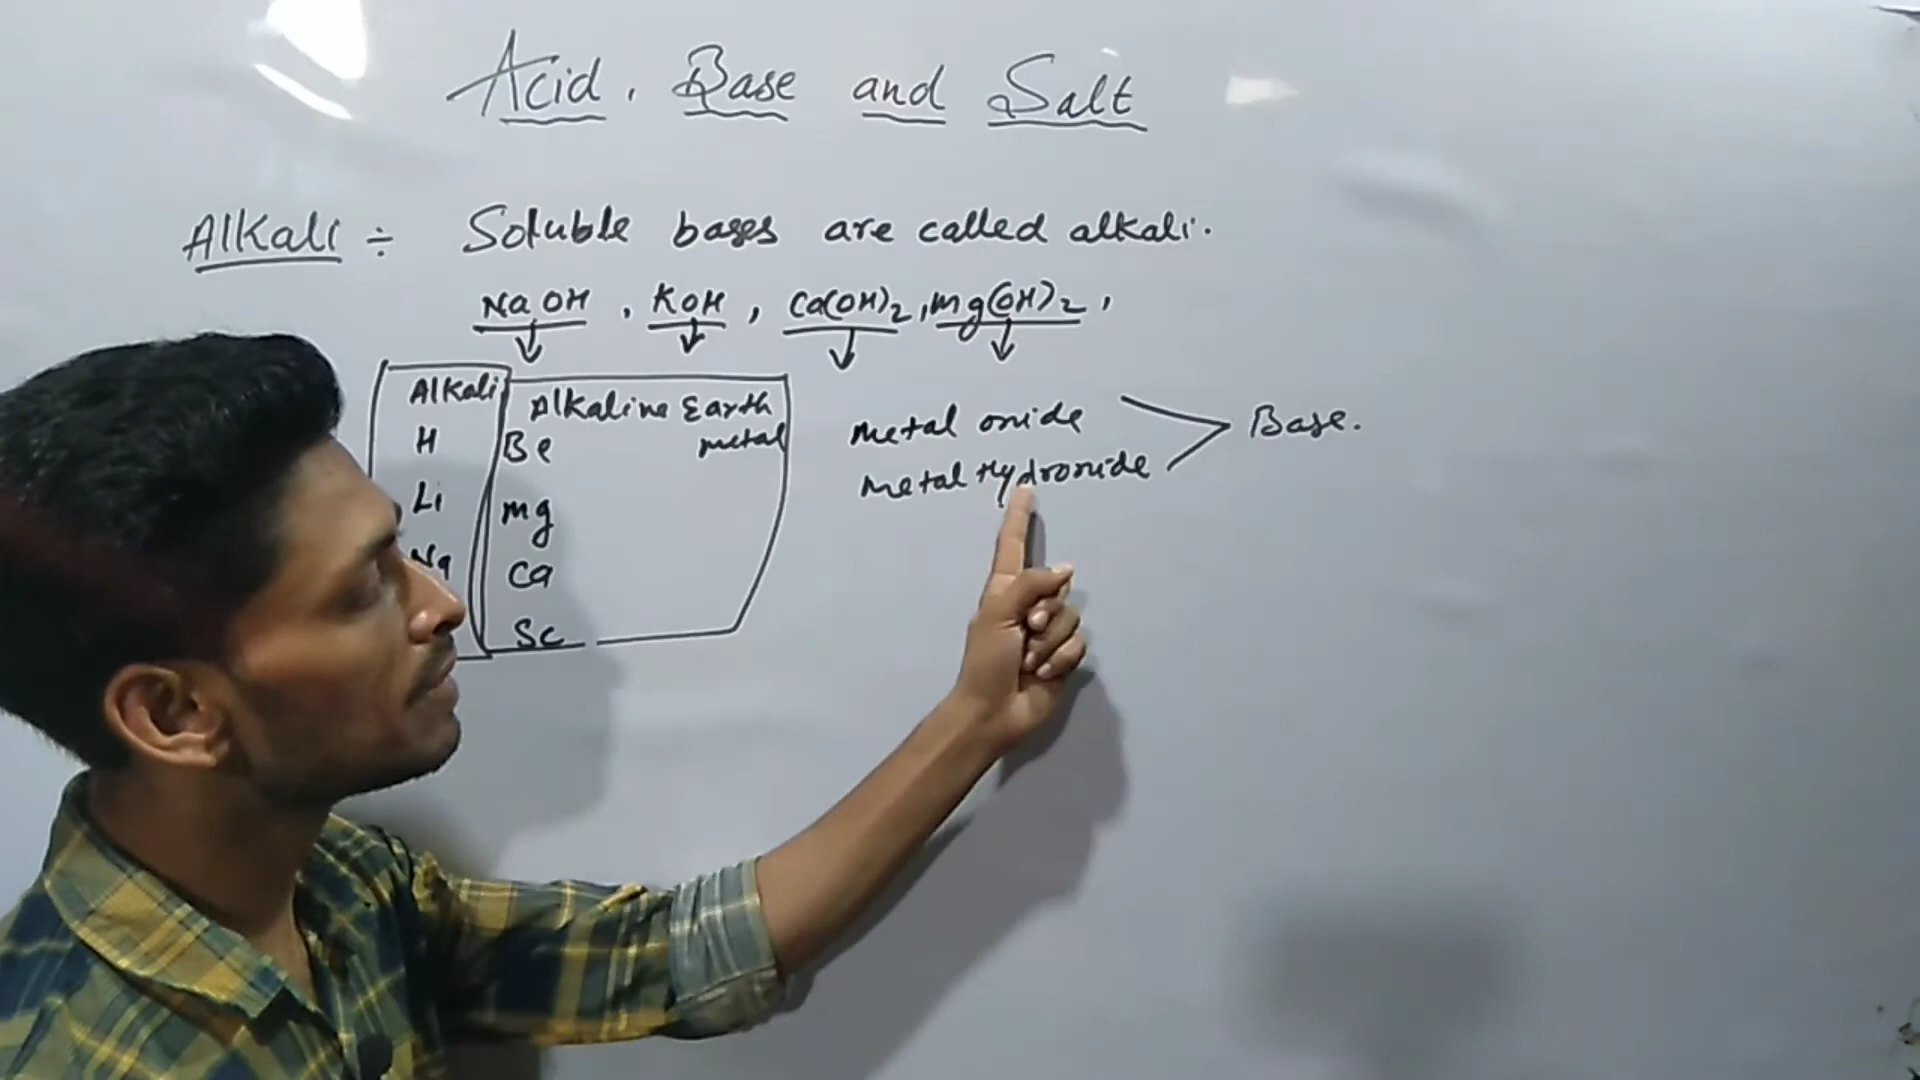 Acid, Base and Salt
Alkali ÷ Soluble bases are called alkali.
NaOH, KOH, Ca(OH)2, Mg(OH)2,
Alkali
H
Li
Na
Alkaline Earth
metal
Be
Mg
Ca
Sc
Metal oxide
Metal Hydroxide
Base.